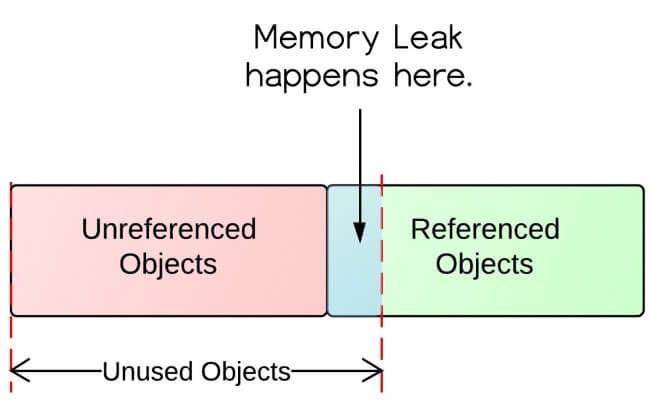 Memory Leak
happens here.
Unreferenced
Objects
Referenced
Objects
Unused Objects